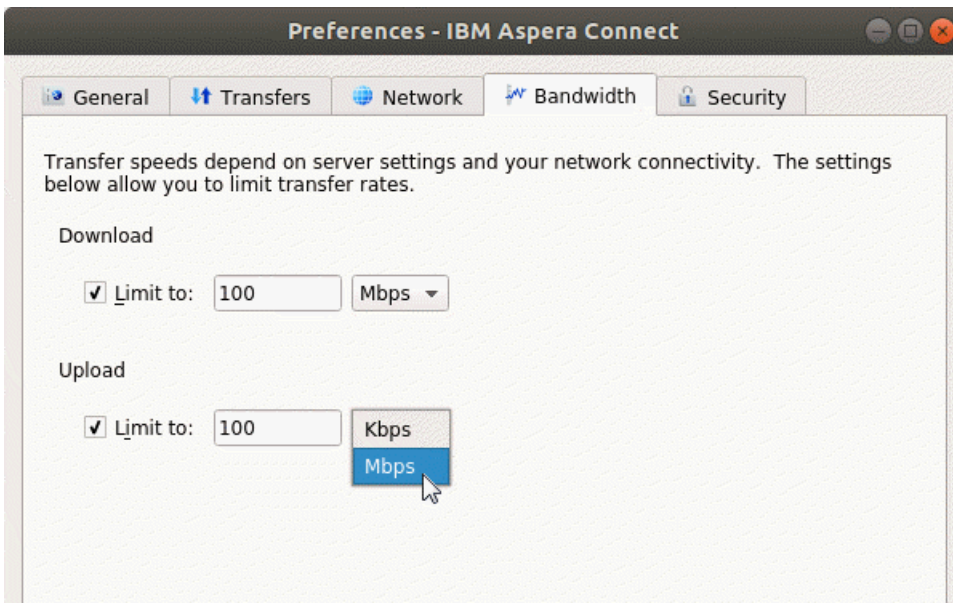 Preferences - IBM Aspera Connect
General Transfers Network Bandwidth Security
Transfer speeds depend on server settings and your network connectivity. The settings
below allow you to limit transfer rates.
Download
Limit to: 100 Mbps
Upload
Limit to: 100 Kbps
Mbps